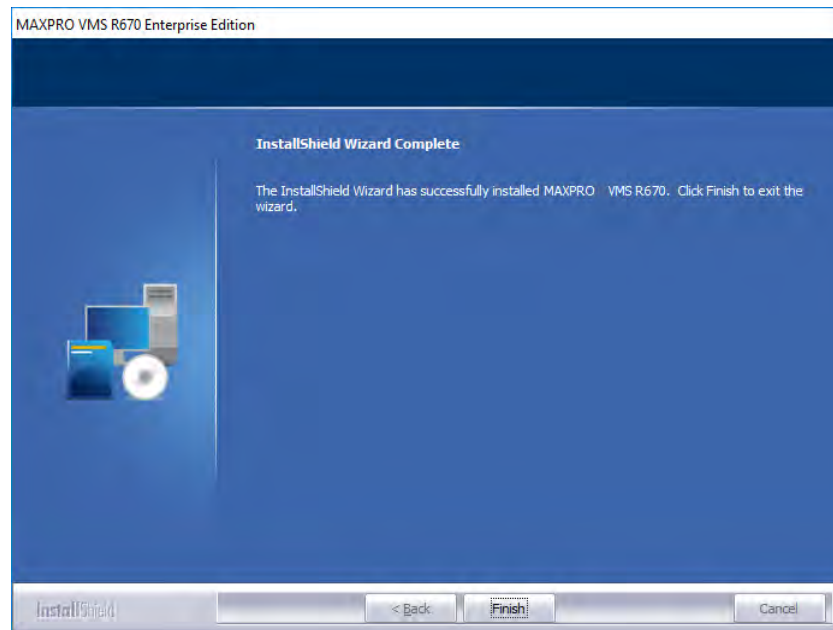 MAXPRO VMS R670 Enterprise Edition
InstallShield Wizard Complete
The InstallShield Wizard has successfully installed MAXPRO VMS R670. Click Finish to exit the
wizard.
InstallShield
< Back
Finish
Cancel